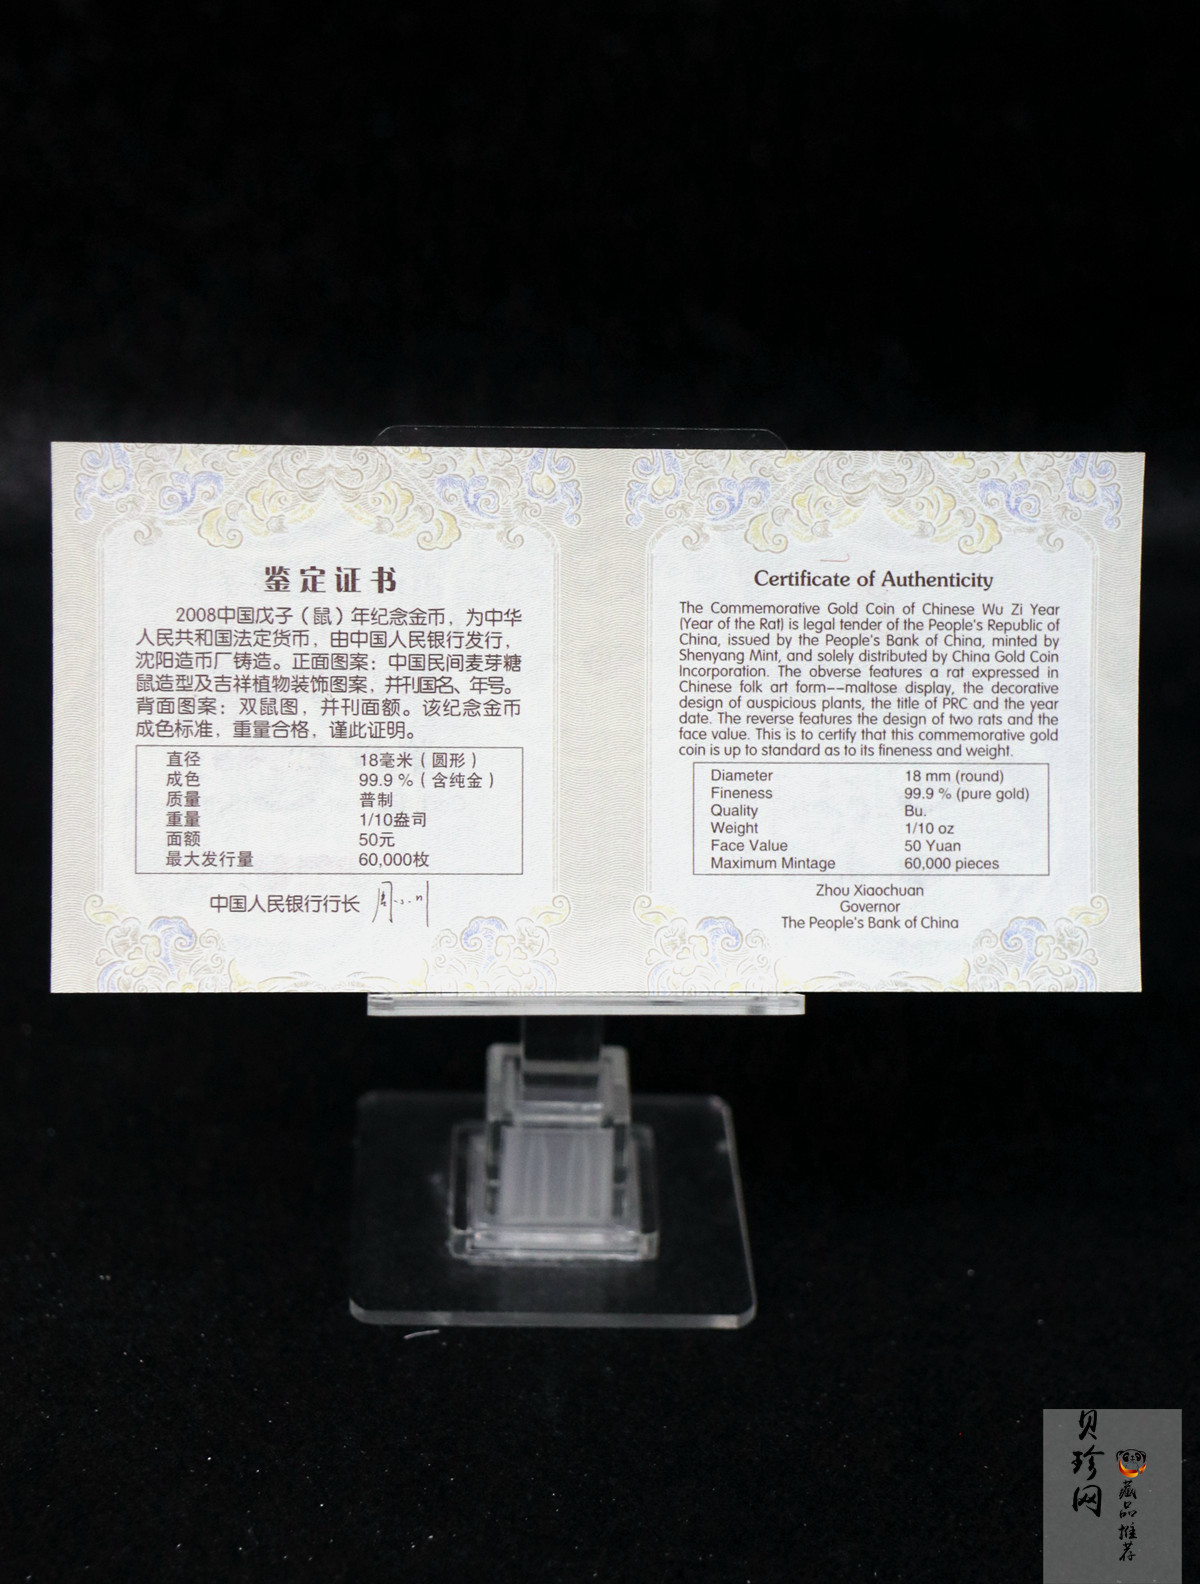 鉴定证书
2008中国戊子（鼠）年纪念金币，为中华
人民共和国法定货币，由中国人民银行发行，
沈阳造币厂铸造。正面图案：中国民间麦芽糖
鼠造型及吉祥植物装饰图案，并刊国名、年号。
背面图案：双鼠图，并刊面额。该纪念金币
成色标准，重量合格，谨此证明。
直径 18毫米（圆形）
成色 99.9 %（含纯金）
质量 普制
重量 1/10盎司
面额 50元
最大发行量 60,000枚
中国人民银行行长
Certificate of Authenticity
The Commemorative Gold Coin of Chinese Wu Zi Year
(Year of the Rat) is legal tender of the People's Republic of
China, issued by the People's Bank of China, minted by
Shenyang Mint, and solely distributed by China Gold Coin
Incorporation. The obverse features a rat expressed in
Chinese folk art form--maltose display, the decorative
design of auspicious plants, the title of PRC and the year
date. The reverse features the design of two rats and the
face value. This is to certify that this commemorative gold
coin is up to standard as to its fineness and weight.
Diameter 18 mm (round)
Fineness 99.9 % (pure gold)
Quality Bu.
Weight 1/10 oz
Face Value 50 Yuan
Maximum Mintage 60,000 pieces
Zhou Xiaochuan
Governor
The People's Bank of China
贝珍网
藏品推荐